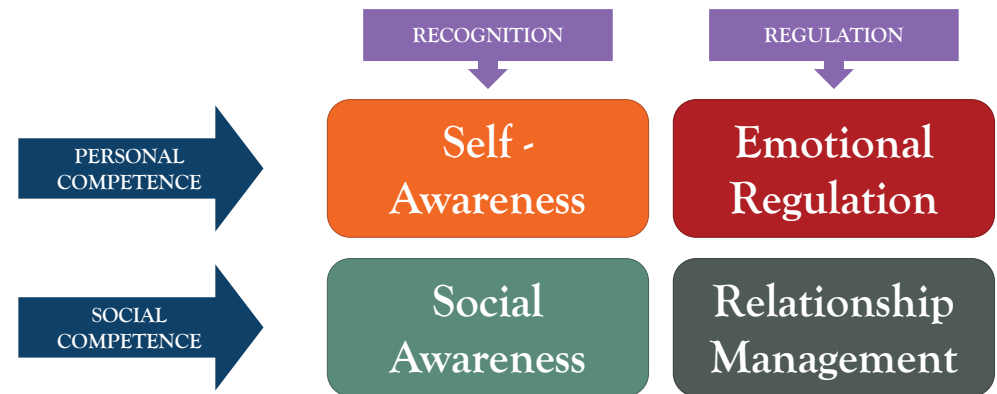 RECOGNITION
REGULATION
PERSONAL
COMPETENCE
Self -
Awareness
Emotional
Regulation
SOCIAL
COMPETENCE
Social
Awareness
Relationship
Management